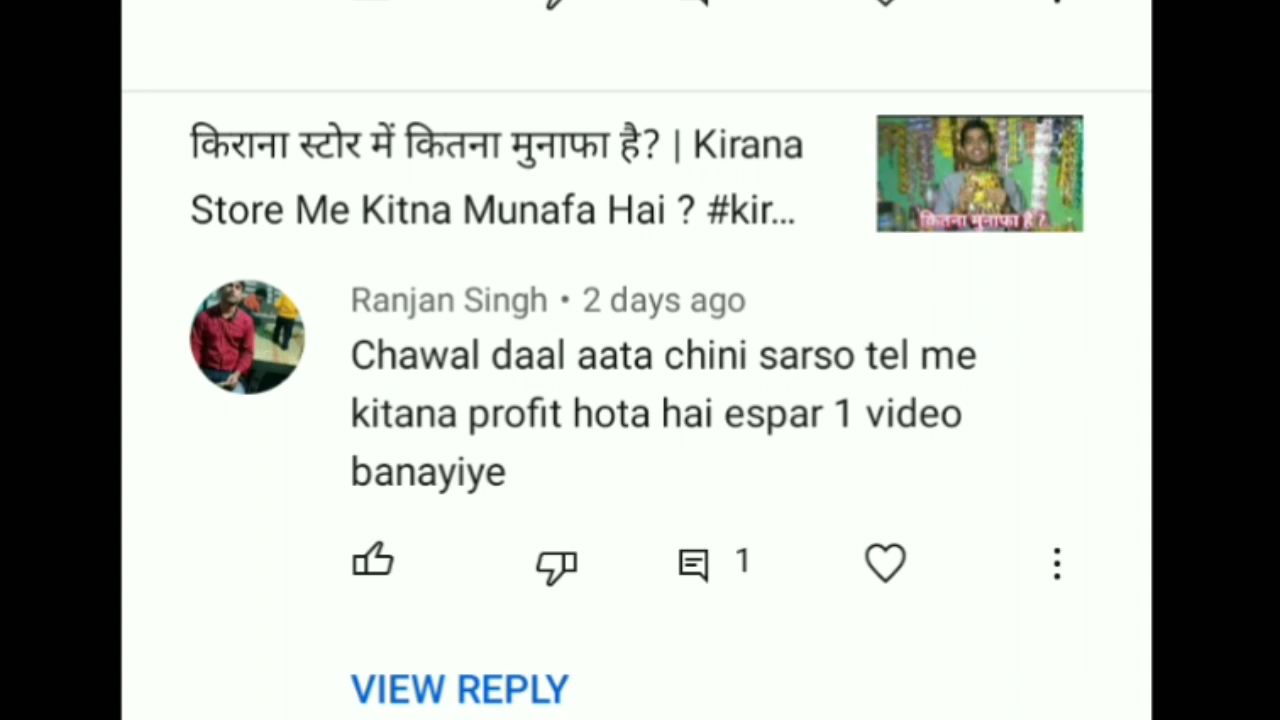 किराना स्टोर में कितना मुनाफा है? | Kirana
Store Me Kitna Munafa Hai ? #kir...
कितना मुनाफा है ?
Ranjan Singh • 2 days ago
Chawal daal aata chini sarso tel me
kitana profit hota hai espar 1 video
banayiye
1
VIEW REPLY